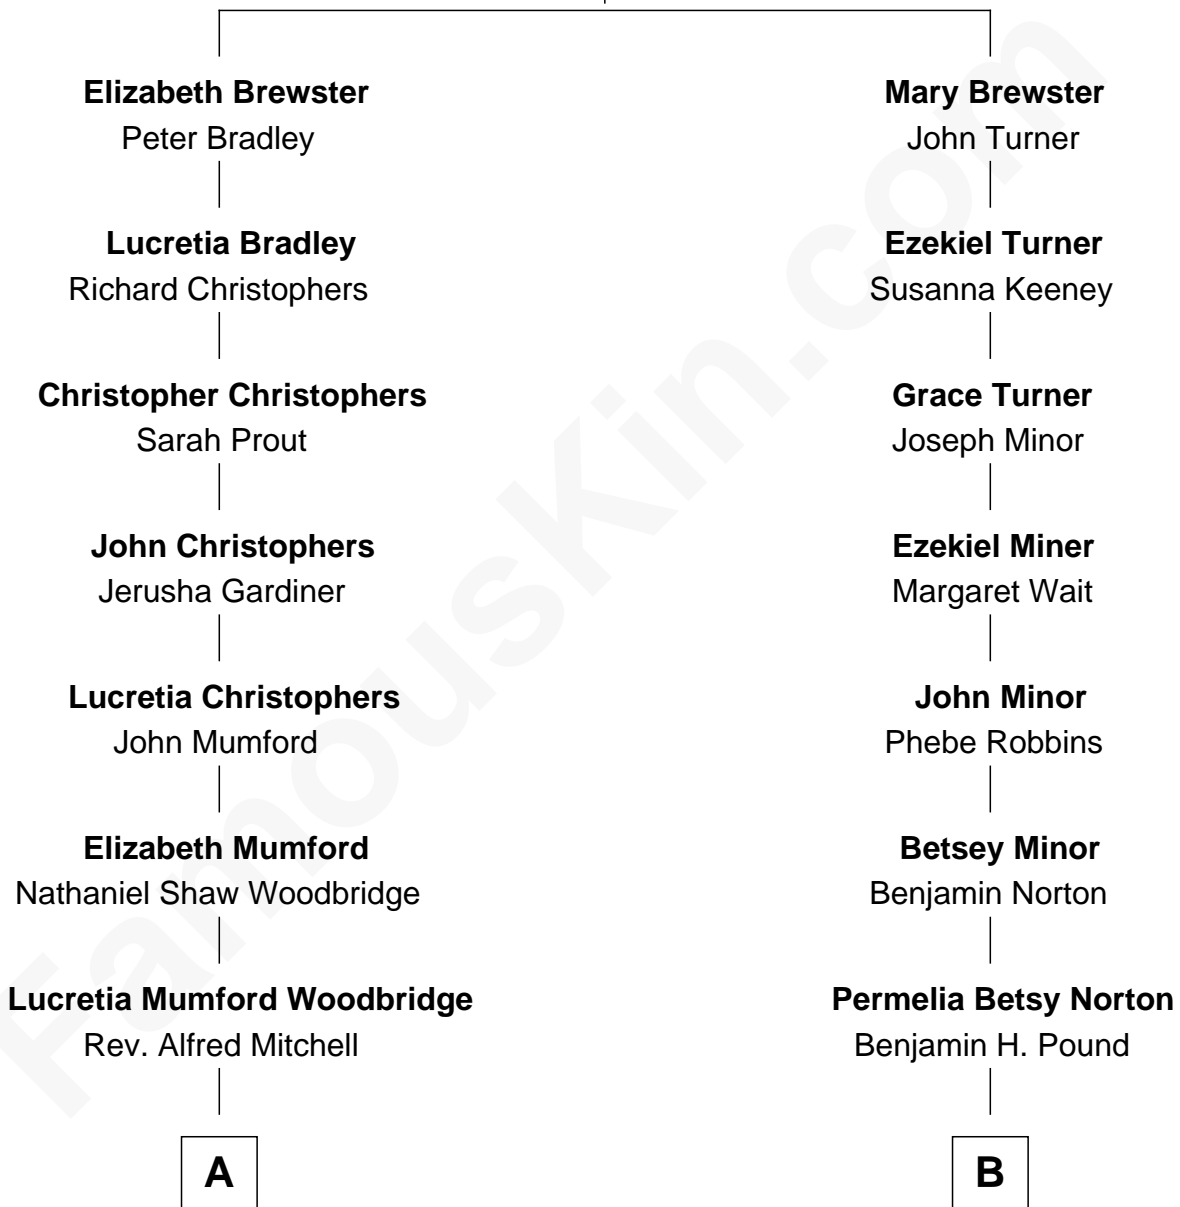 Elizabeth Brewster
Peter Bradley
Lucretia Bradley
Richard Christophers
Christopher Christophers
Sarah Prout
John Christophers
Jerusha Gardiner
Lucretia Christophers
John Mumford
Elizabeth Mumford
Nathaniel Shaw Woodbridge
Lucretia Mumford Woodbridge
Rev. Alfred Mitchell
A
Mary Brewster
John Turner
Ezekiel Turner
Susanna Keeney
Grace Turner
Joseph Minor
Ezekiel Miner
Margaret Wait
John Minor
Phebe Robbins
Betsey Minor
Benjamin Norton
Permelia Betsy Norton
Benjamin H. Pound
B
FamousKin.com